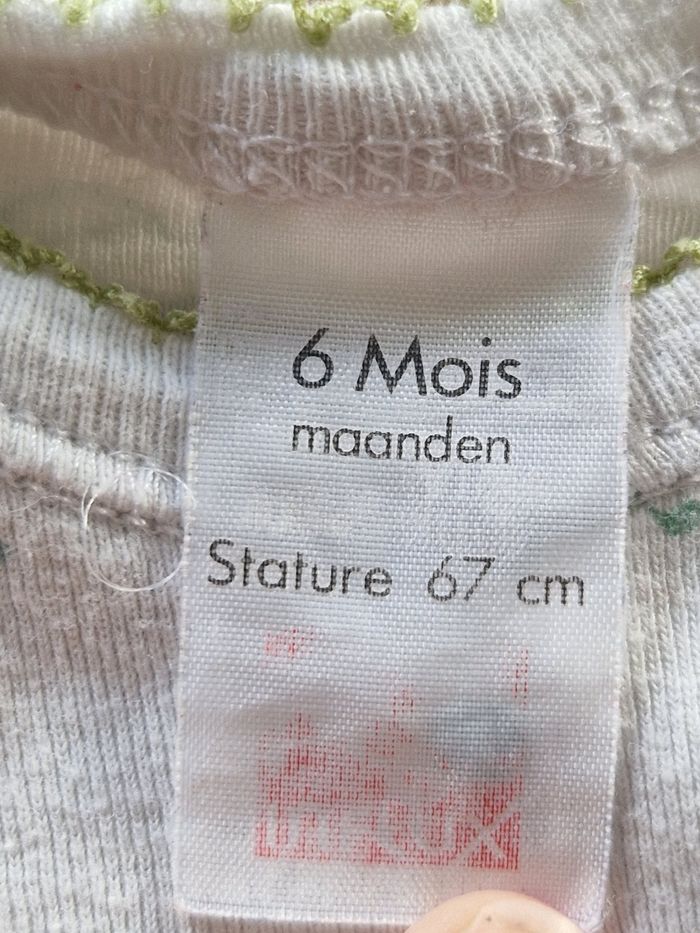 6 Mois
maanden
Stature 67 cm